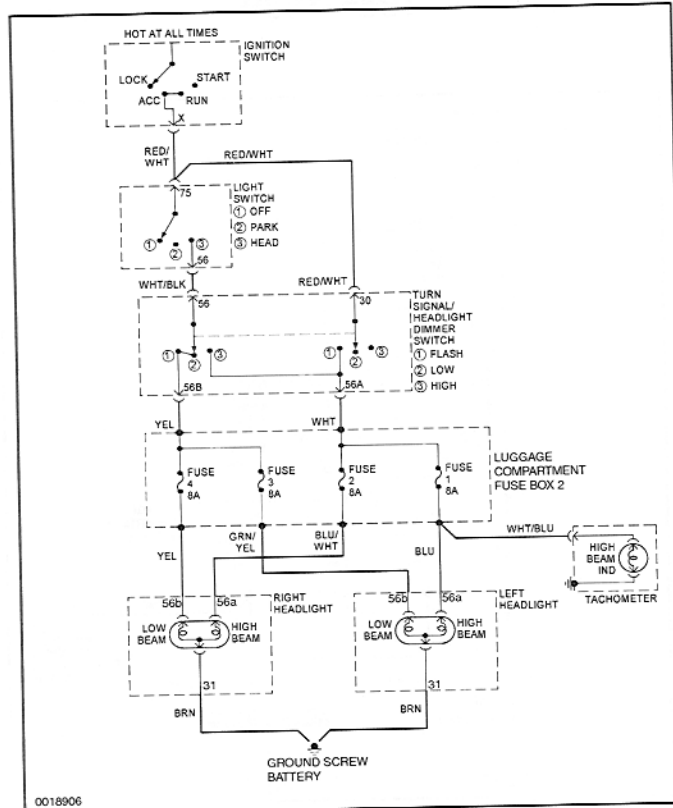 HOT AT ALL TIMES
IGNITION
SWITCH
LOCK
START
ACC
RUN
X
RED/
WHT
RED/WHT
75
LIGHT
SWITCH
① OFF
② PARK
③ HEAD
①
②
③
56
WHT/BLK
RED/WHT
56
30
TURN
SIGNAL/
HEADLIGHT
DIMMER
SWITCH
① FLASH
② LOW
③ HIGH
①
②
③
①
②
③
56B
56A
YEL
WHT
LUGGAGE
COMPARTMENT
FUSE BOX 2
FUSE
4
8A
FUSE
3
8A
FUSE
2
8A
FUSE
1
8A
YEL
GRN/
YEL
BLU/
WHT
BLU
WHT/BLU
HIGH
BEAM
IND
TACHOMETER
56b
56a
RIGHT
HEADLIGHT
LOW
BEAM
HIGH
BEAM
31
56b
56a
LEFT
HEADLIGHT
LOW
BEAM
HIGH
BEAM
31
BRN
BRN
GROUND SCREW
BATTERY
0018906